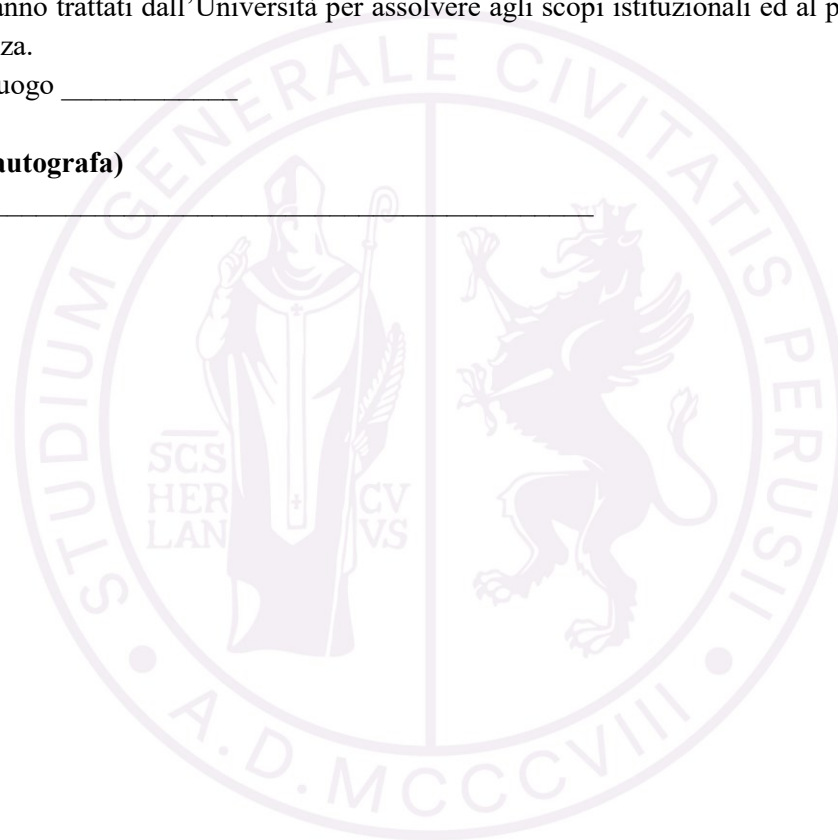 anno trattati dall'Università per assolvere agli scopi istituzionali ed al p
za.
uogo ____________
autografa)
STUDIUM GENERALE CIVITATIS PERUSII
SCS
HER
LAN
CV
VS
A.D. MCCCVIII